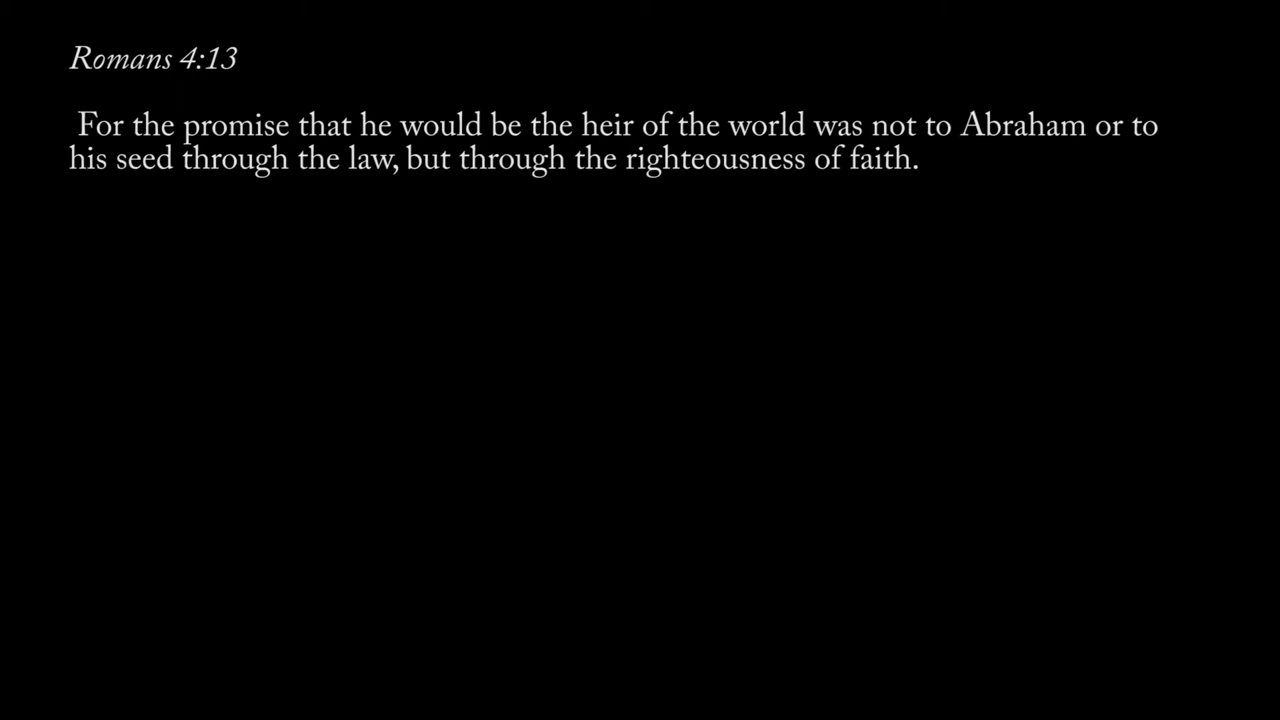 Romans 4:13
For the promise that he would be the heir of the world was not to Abraham or to
his seed through the law, but through the righteousness of faith.